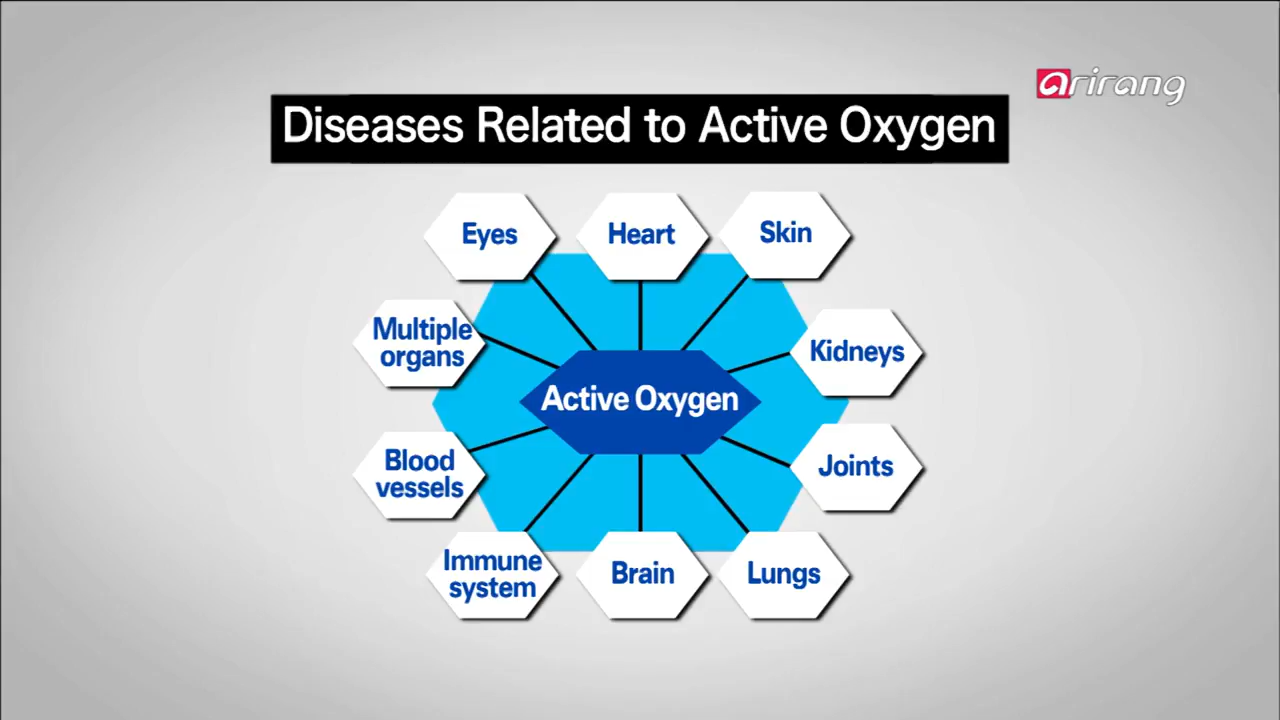 arirang
Diseases Related to Active Oxygen
Eyes
Heart
Skin
Multiple
organs
Kidneys
Active Oxygen
Blood
vessels
Joints
Immune
system
Brain
Lungs